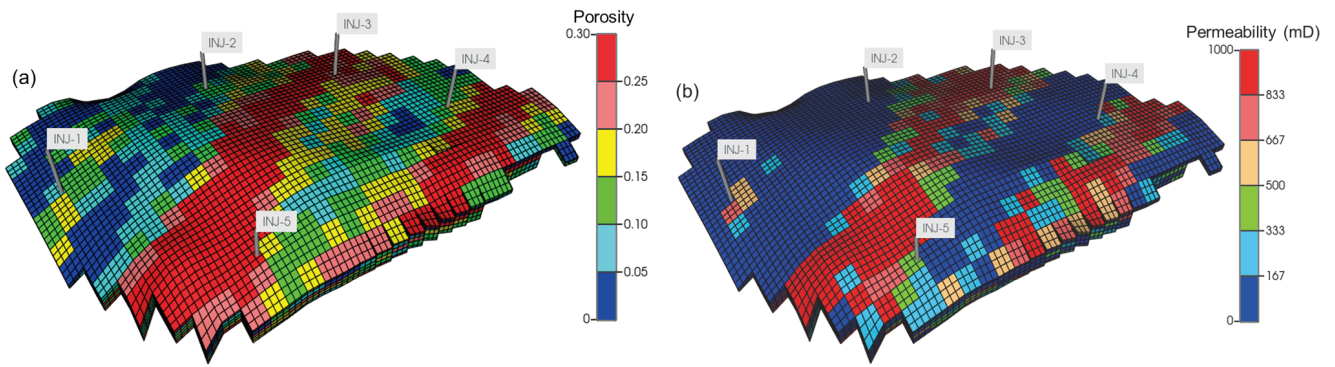 (a)
INJ-1
INJ-2
INJ-3
INJ-4
INJ-5
Porosity
0.30
0.25
0.20
0.15
0.10
0.05
0
(b)
INJ-1
INJ-2
INJ-3
INJ-4
INJ-5
Permeability (mD)
1000
833
667
500
333
167
0